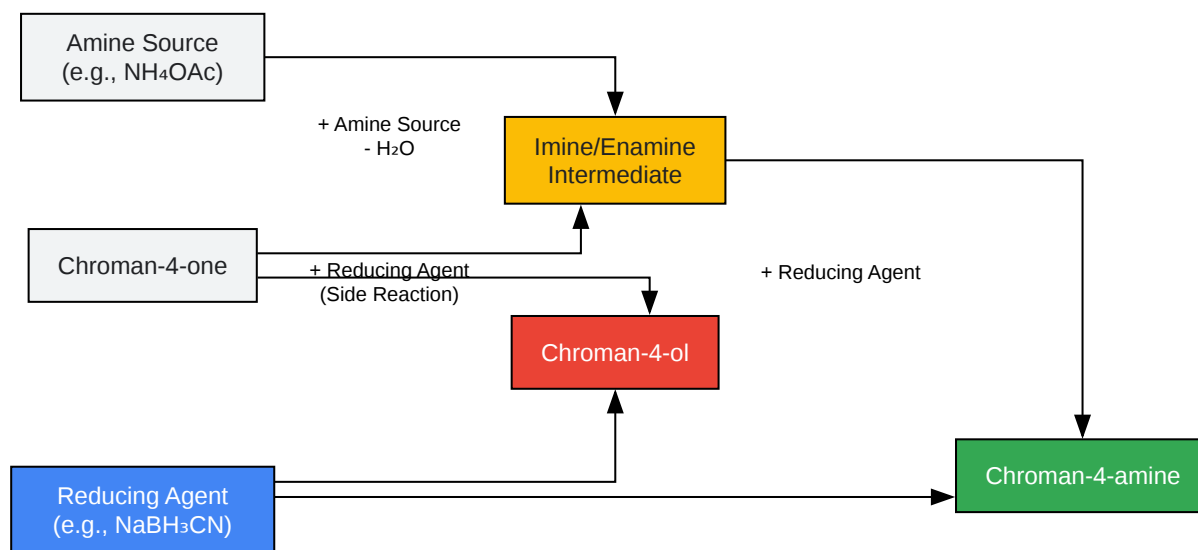 Amine Source
(e.g., NH₄OAc)
+ Amine Source
- H₂O
Imine/Enamine
Intermediate
Chroman-4-one
+ Reducing Agent
(Side Reaction)
+ Reducing Agent
Chroman-4-ol
Reducing Agent
(e.g., NaBH₃CN)
Chroman-4-amine